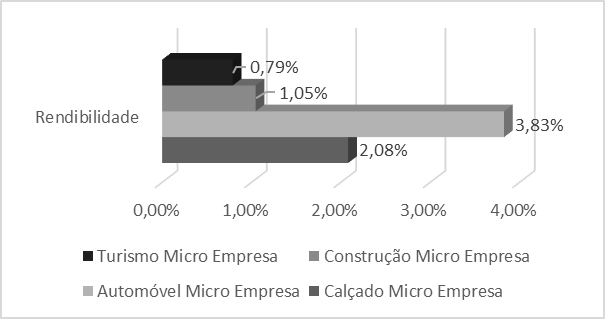 0,79%
1,05%
Rendibilidade
3,83%
2,08%
0,00% 1,00% 2,00% 3,00% 4,00%
Turismo Micro Empresa Construção Micro Empresa
Automóvel Micro Empresa Calçado Micro Empresa